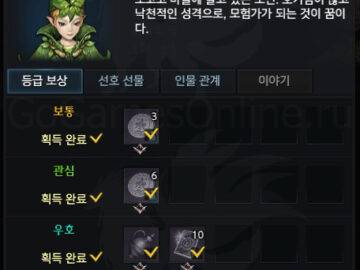 낙천적인 성격으로, 모험가가 되는 것이 꿈이
다.
등급 보상
선호 선물
인물 관계
이야기
보통
획득 완료
3
관심
획득 완료
6
우호
획득 완료
10